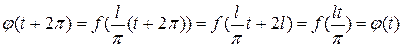 φ(t + 2π) = f(l/π (t + 2π)) = f(l/π t + 2l) = f(lt/π) = φ(t)